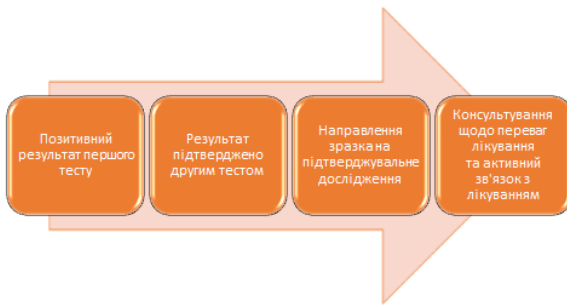 Позитивний
результат першого
тесту
Результат
підтверджено
другим тестом
Направлення
зразка на
підтверджувальне
дослідження
Консультування
щодо переваг
лікування
та активний
зв'язок з
лікуванням